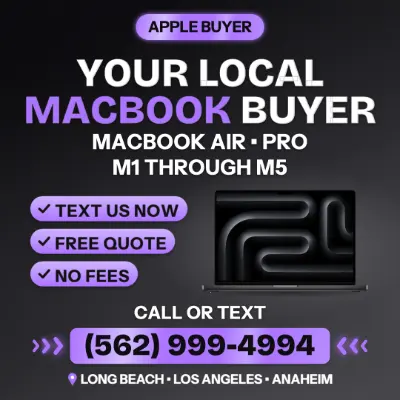 APPLE BUYER
YOUR LOCAL
MACBOOK BUYER
MACBOOK AIR • PRO
M1 THROUGH M5
✓ TEXT US NOW
✓ FREE QUOTE
✓ NO FEES
CALL OR TEXT
(562) 999-4994
LONG BEACH • LOS ANGELES • ANAHEIM